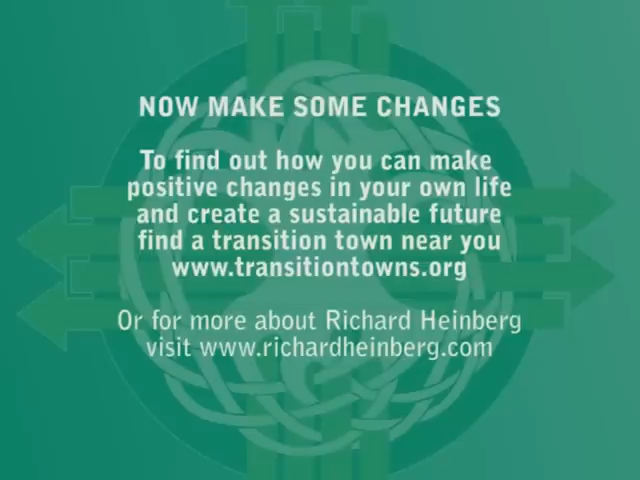 NOW MAKE SOME CHANGES
To find out how you can make
positive changes in your own life
and create a sustainable future
find a transition town near you
www.transitiontowns.org
Or for more about Richard Heinberg
visit www.richardheinberg.com